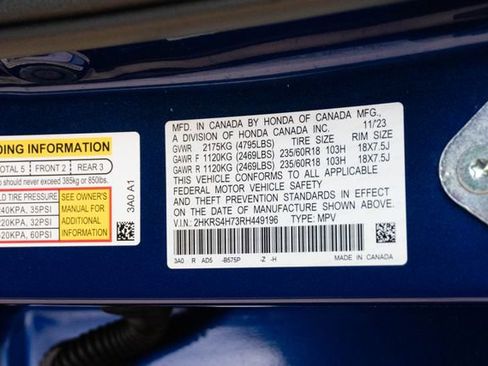 DING INFORMATION
TOTAL 5 FRONT 2 REAR 3
should never exceed 385kg or 850lbs.
TIRE PRESSURE
240KPA, 35PSI
220KPA, 32PSI
420KPA, 60PSI
SEE OWNER'S
MANUAL FOR
ADDITIONAL
INFORMATION
3A0 A1
MFD. IN CANADA BY HONDA OF CANADA MFG.,
A DIVISION OF HONDA CANADA INC. 11/23
GVWR 2175KG (4795LBS) TIRE SIZE RIM SIZE
GAWR F 1120KG (2469LBS) 235/60R18 103H 18X7.5J
GAWR R 1120KG (2469LBS) 235/60R18 103H 18X7.5J
THIS VEHICLE CONFORMS TO ALL APPLICABLE
FEDERAL MOTOR VEHICLE SAFETY
AND THEFT PREVENTION STANDARDS IN EFFECT
ON THE DATE OF MANUFACTURE SHOWN ABOVE.
V.I.N.: 2HKRS4H73RH449196 TYPE: MPV
3A0 R AD5 -B575P -Z -H MADE IN CANADA